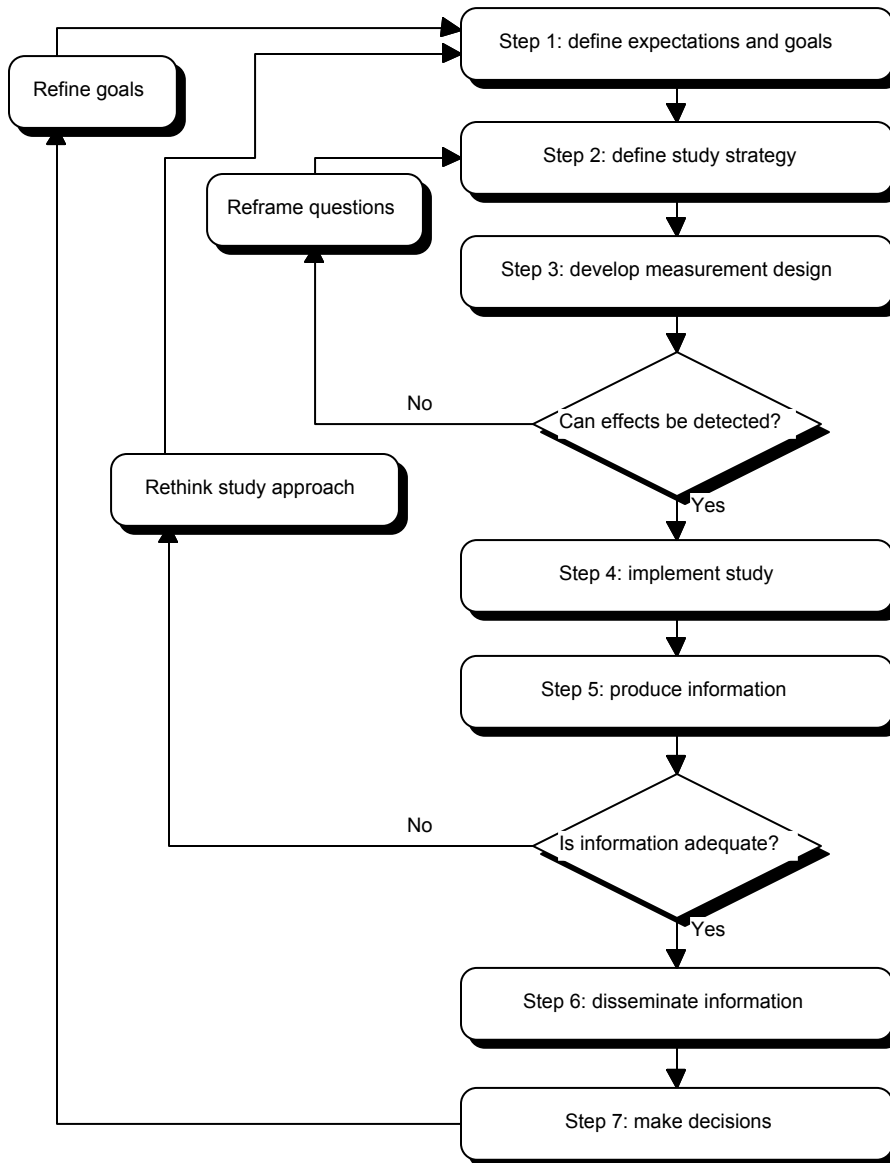 Step 1: define expectations and goals
Refine goals
Step 2: define study strategy
Reframe questions
Step 3: develop measurement design
No
Can effects be detected?
Rethink study approach
Yes
Step 4: implement study
Step 5: produce information
No
Is information adequate?
Yes
Step 6: disseminate information
Step 7: make decisions